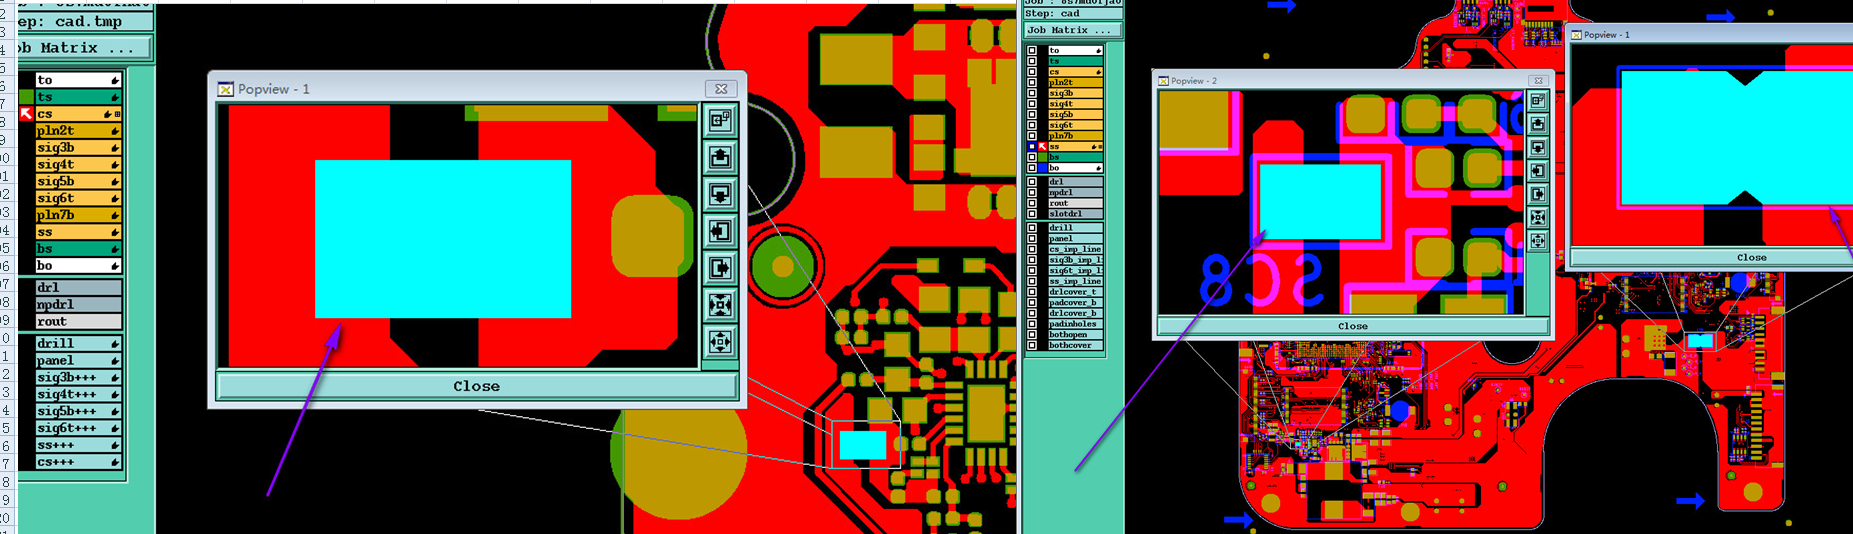 ep: cad.tmp
ob Matrix ...
to
ts
cs
pln2t
sig3b
sig4t
sig5b
sig6t
pln7b
ss
bs
bo
drl
npdrl
rout
drill
panel
sig3b+++
sig4t+++
sig5b+++
sig6t+++
ss+++
cs+++
Popview - 1
Close
Step: cad
Job Matrix ...
to
ts
cs
pln2t
sig3b
sig4t
sig5b
sig6t
pln7b
ss
bs
bo
drl
npdrl
rout
slotdrl
drill
panel
cs_imp_line
sig3b_imp_l
sig6t_imp_l
ss_imp_line
drlcover_t
padcover_b
drlcover_b
padinholes
bothopen
bothcover
Popview - 2
Close
Popview - 1
Close